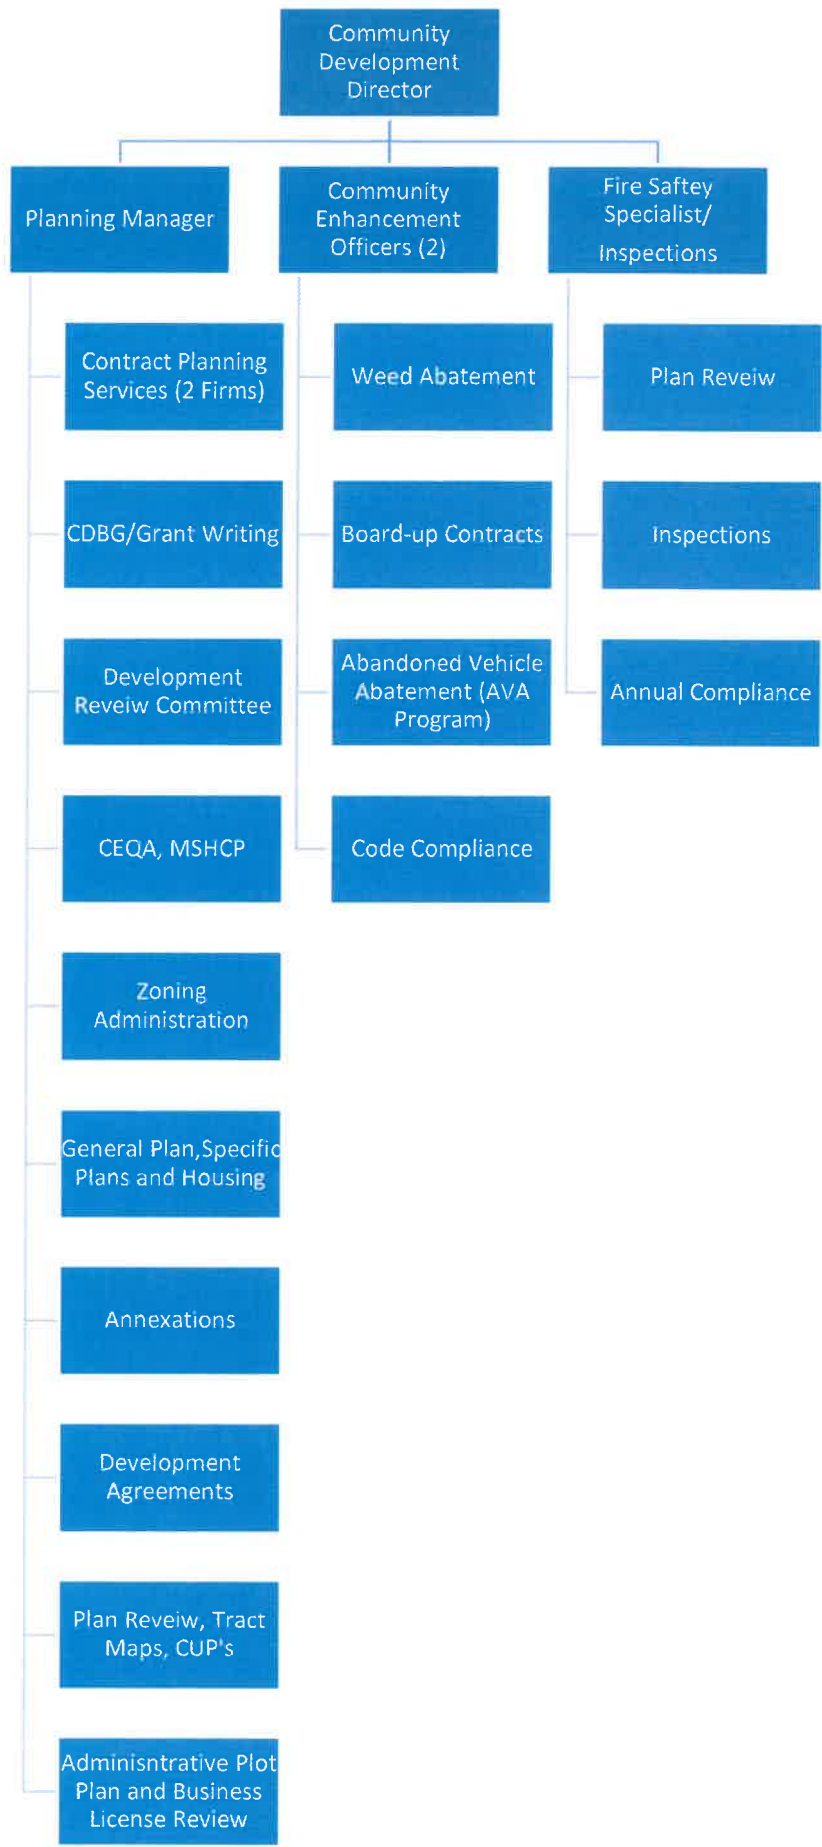 Community
Development
Director
Planning Manager
Community
Enhancement
Officers (2)
Fire Saftey
Specialist/
Inspections
Contract Planning
Services (2 Firms)
CDBG/Grant Writing
Development
Reveiw Committee
CEQA, MSHCP
Zoning
Administration
General Plan,Specific
Plans and Housing
Annexations
Development
Agreements
Plan Reveiw, Tract
Maps, CUP's
Adminisntrative Plot
Plan and Business
License Review
Weed Abatement
Board-up Contracts
Abandoned Vehicle
Abatement (AVA
Program)
Code Compliance
Plan Reveiw
Inspections
Annual Compliance